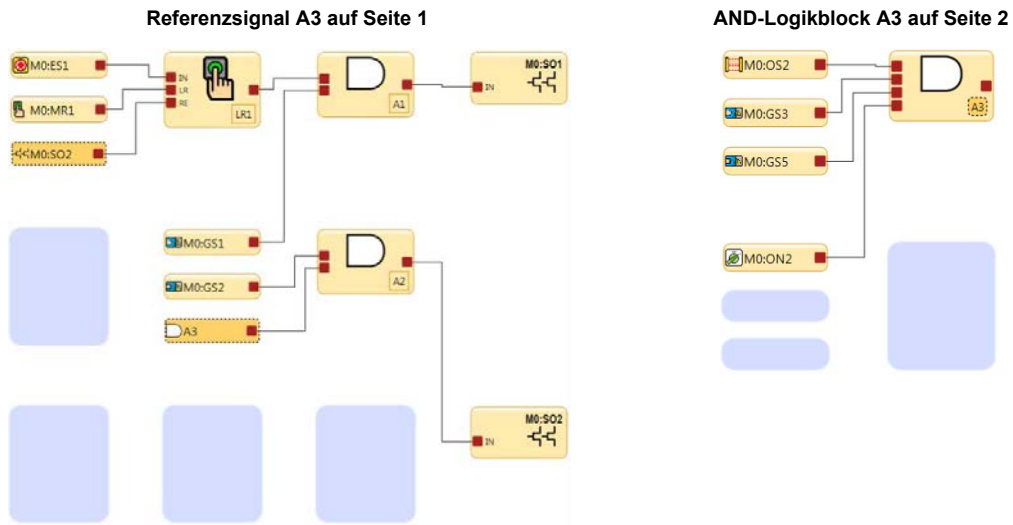 Referenzsignal A3 auf Seite 1
AND-Logikblock A3 auf Seite 2
M0:ES1
M0:MR1
M0:SO2
IN
LR
RE
LR1
A1
M0:SO1
IN
M0:GS1
M0:GS2
A3
A2
M0:SO2
IN
M0:OS2
M0:GS3
M0:GS5
M0:ON2
A3